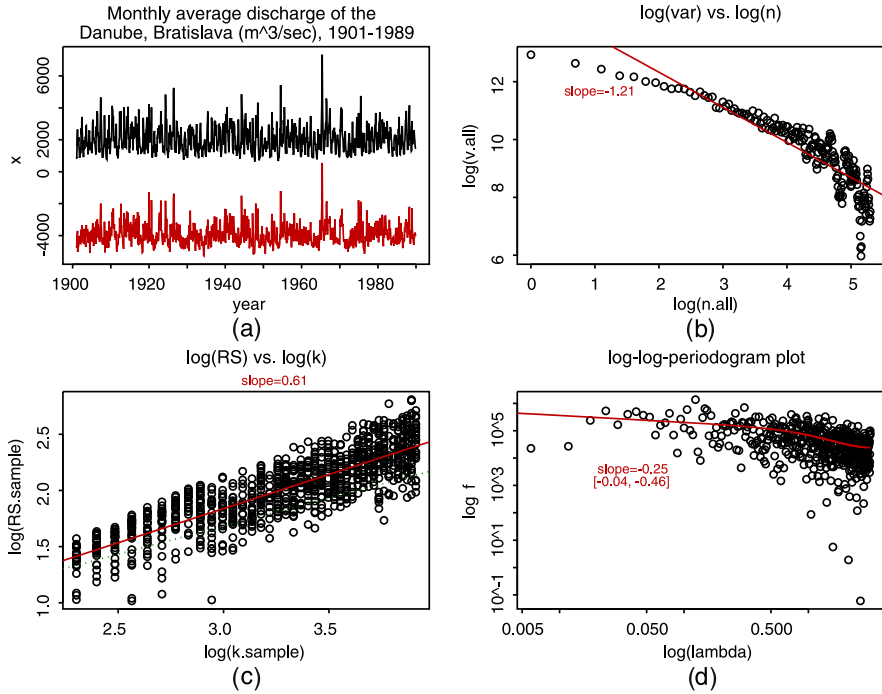 Monthly average discharge of the
Danube, Bratislava (m^3/sec), 1901-1989
x
6000
2000
0
-4000
1900
1920
1940
1960
1980
year
(a)
log(var) vs. log(n)
slope=-1.21
log(v.all)
12
10
8
6
0
1
2
3
4
5
log(n.all)
(b)
log(RS) vs. log(k)
slope=0.61
log(RS.sample)
2.5
2.0
1.5
1.0
2.5
3.0
3.5
log(k.sample)
(c)
log-log-periodogram plot
slope=-0.25
[-0.04, -0.46]
log f
10^5
10^3
10^1
10^-1
0.005
0.050
0.500
log(lambda)
(d)